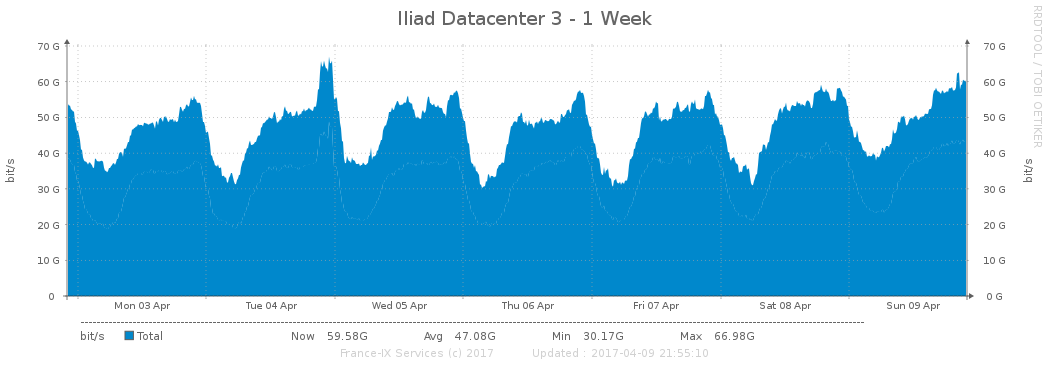 Iliad Datacenter 3 - 1 Week
RRDTOOL / TOBI OETIKER
70 G 70 G
60 G 60 G
50 G 50 G
40 G 40 G
30 G 30 G
20 G 20 G
10 G 10 G
0 0 G
bit/s bit/s
Mon 03 Apr Tue 04 Apr Wed 05 Apr Thu 06 Apr Fri 07 Apr Sat 08 Apr Sun 09 Apr
bit/s Total Now 59.58G Avg 47.08G Min 30.17G Max 66.98G
France-IX Services (c) 2017 Updated : 2017-04-09 21:55:10